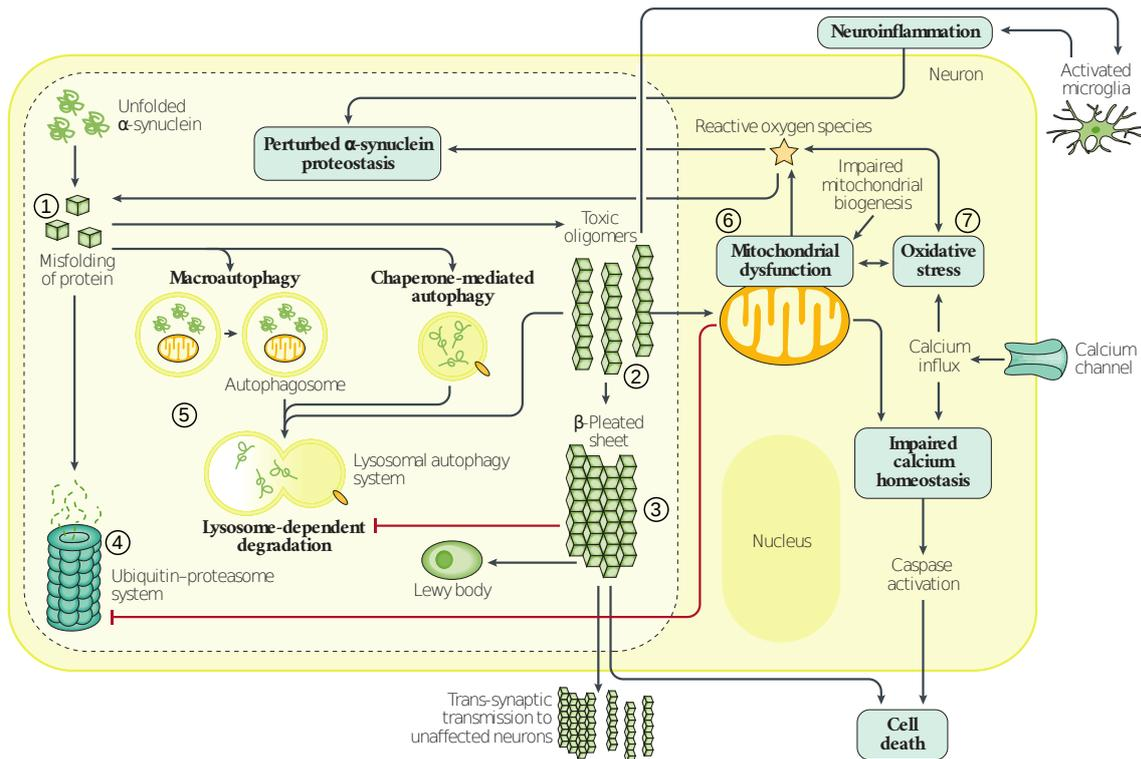 Neuroinflammation
Neuron
Activated
microglia
Unfolded
α-synuclein
Perturbed α-synuclein
proteostasis
Reactive oxygen species
Impaired
mitochondrial
biogenesis
1
Misfolding
of protein
Toxic
oligomers
6
Mitochondrial
dysfunction
7
Oxidative
stress
Macroautophagy
Chaperone-mediated
autophagy
Autophagosome
2
Calcium
influx
Calcium
channel
5
β-Pleated
sheet
Lysosomal autophagy
system
Impaired
calcium
homeostasis
3
Lysosome-dependent
degradation
4
Ubiquitin–proteasome
system
Lewy body
Nucleus
Caspase
activation
Trans-synaptic
transmission to
unaffected neurons
Cell
death